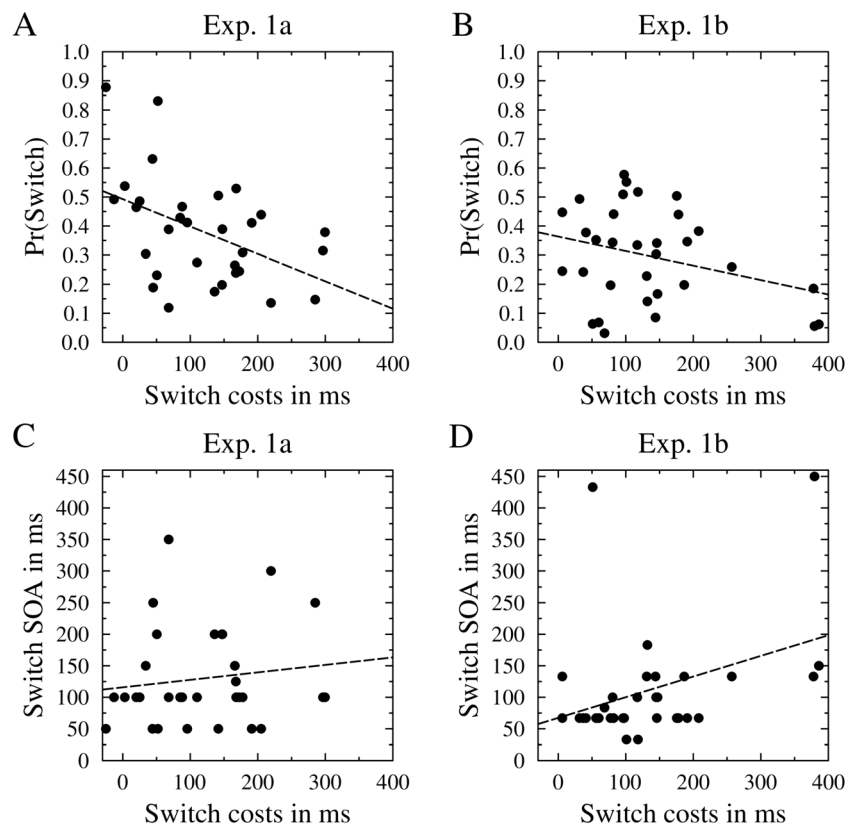 A
Exp. 1a
1.0
0.9
0.8
0.7
0.6
0.5
0.4
0.3
0.2
0.1
0.0
Pr(Switch)
0 100 200 300 400
Switch costs in ms
B
Exp. 1b
1.0
0.9
0.8
0.7
0.6
0.5
0.4
0.3
0.2
0.1
0.0
Pr(Switch)
0 100 200 300 400
Switch costs in ms
C
Exp. 1a
450
400
350
300
250
200
150
100
50
0
Switch SOA in ms
0 100 200 300 400
Switch costs in ms
D
Exp. 1b
450
400
350
300
250
200
150
100
50
0
Switch SOA in ms
0 100 200 300 400
Switch costs in ms